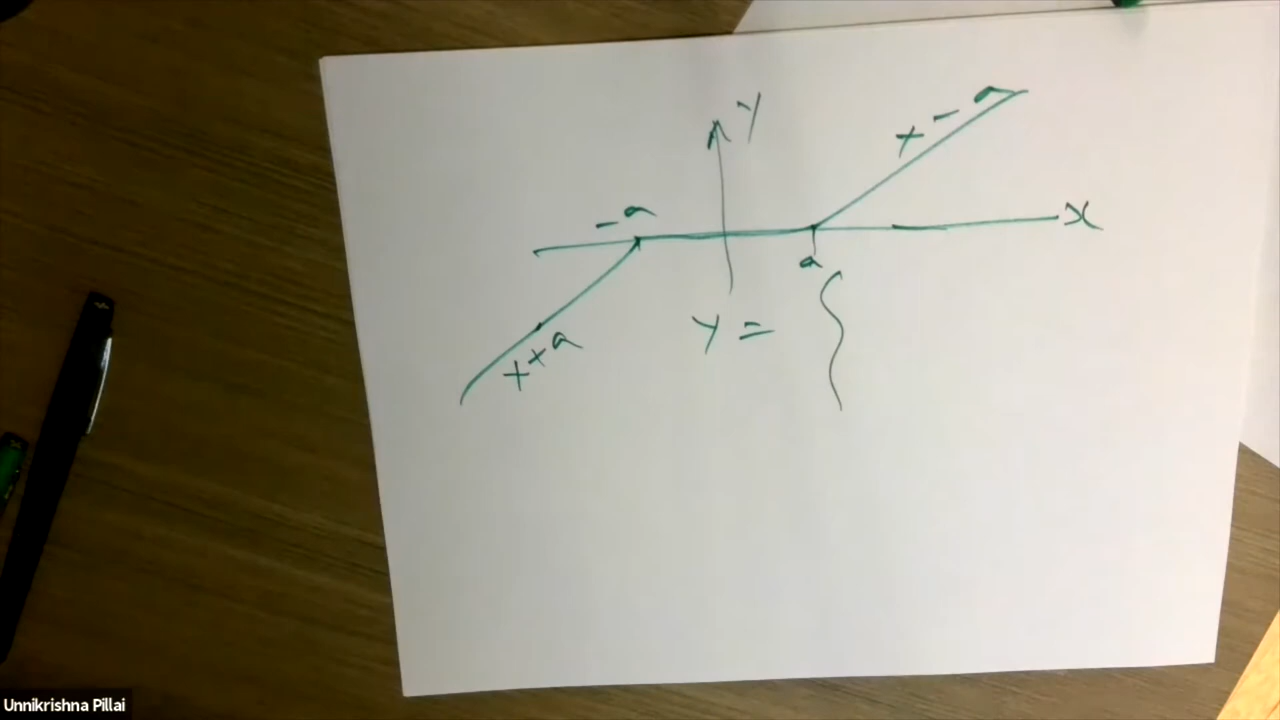 Y
x - a
-a
x
a
x + a
Y = {
Unnikrishna Pillai